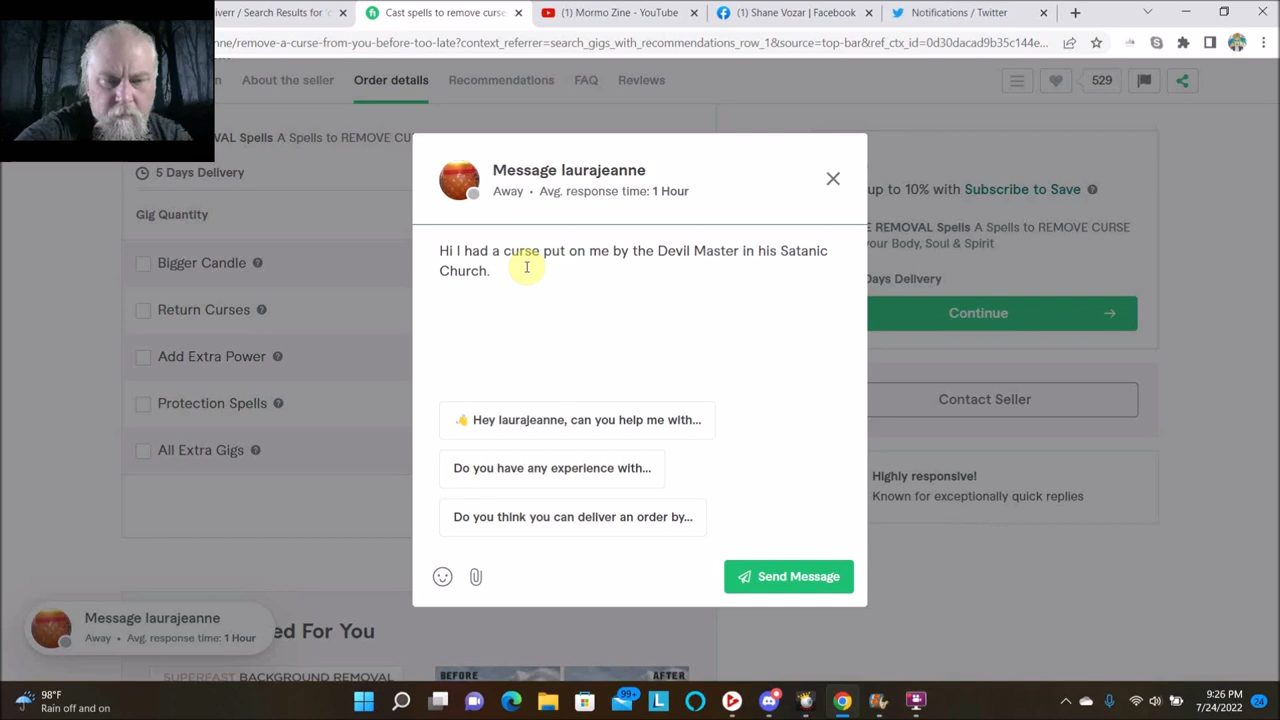 iverr / Search Results for 'c
Cast spells to remove curse
(1) Mormo Zine - YouTube
(1) Shane Vozar | Facebook
Notifications / Twitter
nne/remove-a-curse-from-you-before-too-late?context_referrer=search_gigs_with_recommendations_row_1&source=top-bar&ref_ctx_id=0d30dacad9b35c144e...
n
About the seller
Order details
Recommendations
FAQ
Reviews
529
VAL Spells A Spells to REMOVE CU
5 Days Delivery
Gig Quantity
Bigger Candle
Return Curses
Add Extra Power
Protection Spells
All Extra Gigs
Message laurajeanne
Away • Avg. response time: 1 Hour
Hi I had a curse put on me by the Devil Master in his Satanic
Church.
Hey laurajeanne, can you help me with...
Do you have any experience with...
Do you think you can deliver an order by...
Send Message
up to 10% with Subscribe to Save
E REMOVAL Spells A Spells to REMOVE CURSE
your Body, Soul & Spirit
ays Delivery
Continue
Contact Seller
Highly responsive!
Known for exceptionally quick replies
Message laurajeanne
Away • Avg. response time: 1 Hour
ed For You
SUPERFAST BACKGROUND REMOVAL
BEFORE
AFTER
98°F
Rain off and on
99+
9:26 PM
7/24/2022
24